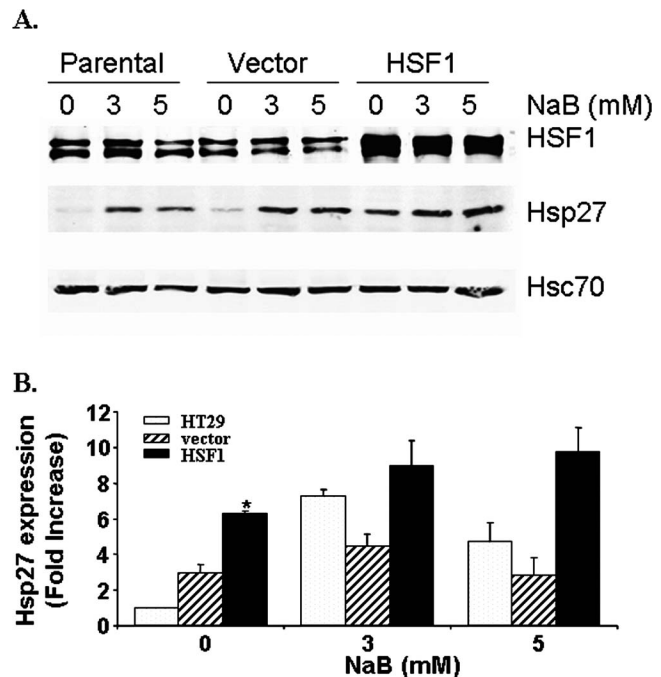 A.
Parental Vector HSF1
0 3 5 0 3 5 0 3 5 NaB (mM)
HSF1
Hsp27
Hsc70
B.
Hsp27 expression
(Fold Increase)
12
10
8
6
4
2
0
HT29
vector
HSF1
*
0 3 5
NaB (mM)